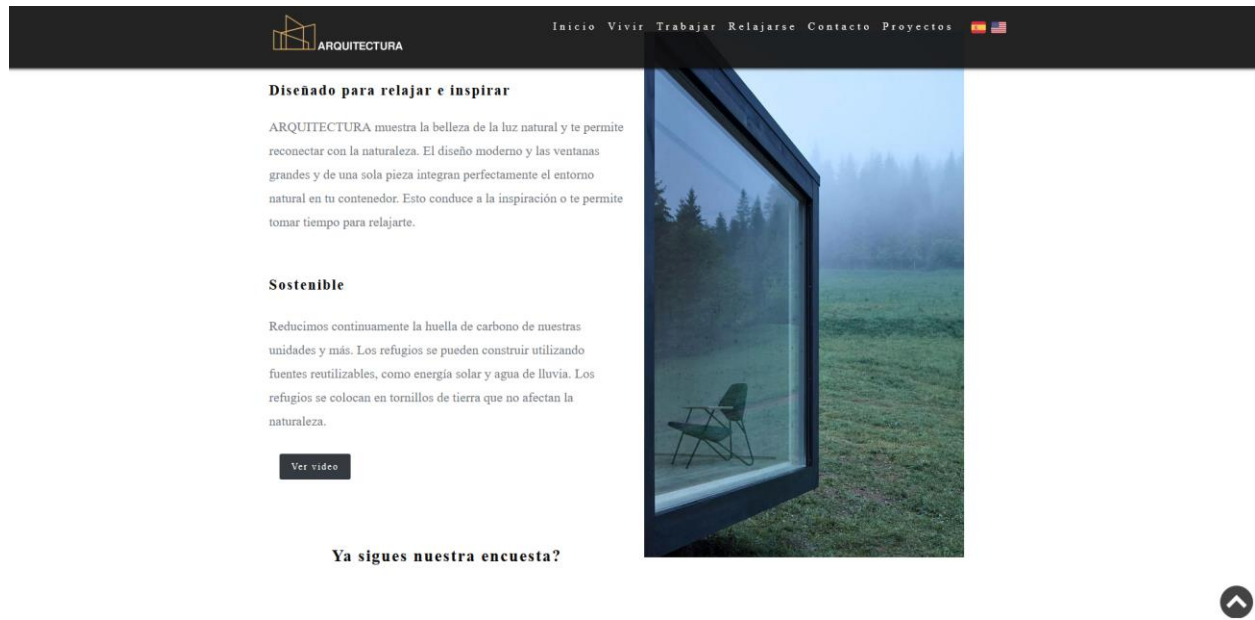 ARQUITECTURA
Inicio Vivir Trabajar Relajarse Contacto Proyectos
Diseñado para relajar e inspirar
ARQUITECTURA muestra la belleza de la luz natural y te permite
reconectar con la naturaleza. El diseño moderno y las ventanas
grandes y de una sola pieza integran perfectamente el entorno
natural en tu contenedor. Esto conduce a la inspiración o te permite
tomar tiempo para relajarte.
Sostenible
Reducimos continuamente la huella de carbono de nuestras
unidades y más. Los refugios se pueden construir utilizando
fuentes reutilizables, como energía solar y agua de lluvia. Los
refugios se colocan en tornillos de tierra que no afectan la
naturaleza.
Ver video
Ya sigues nuestra encuesta?